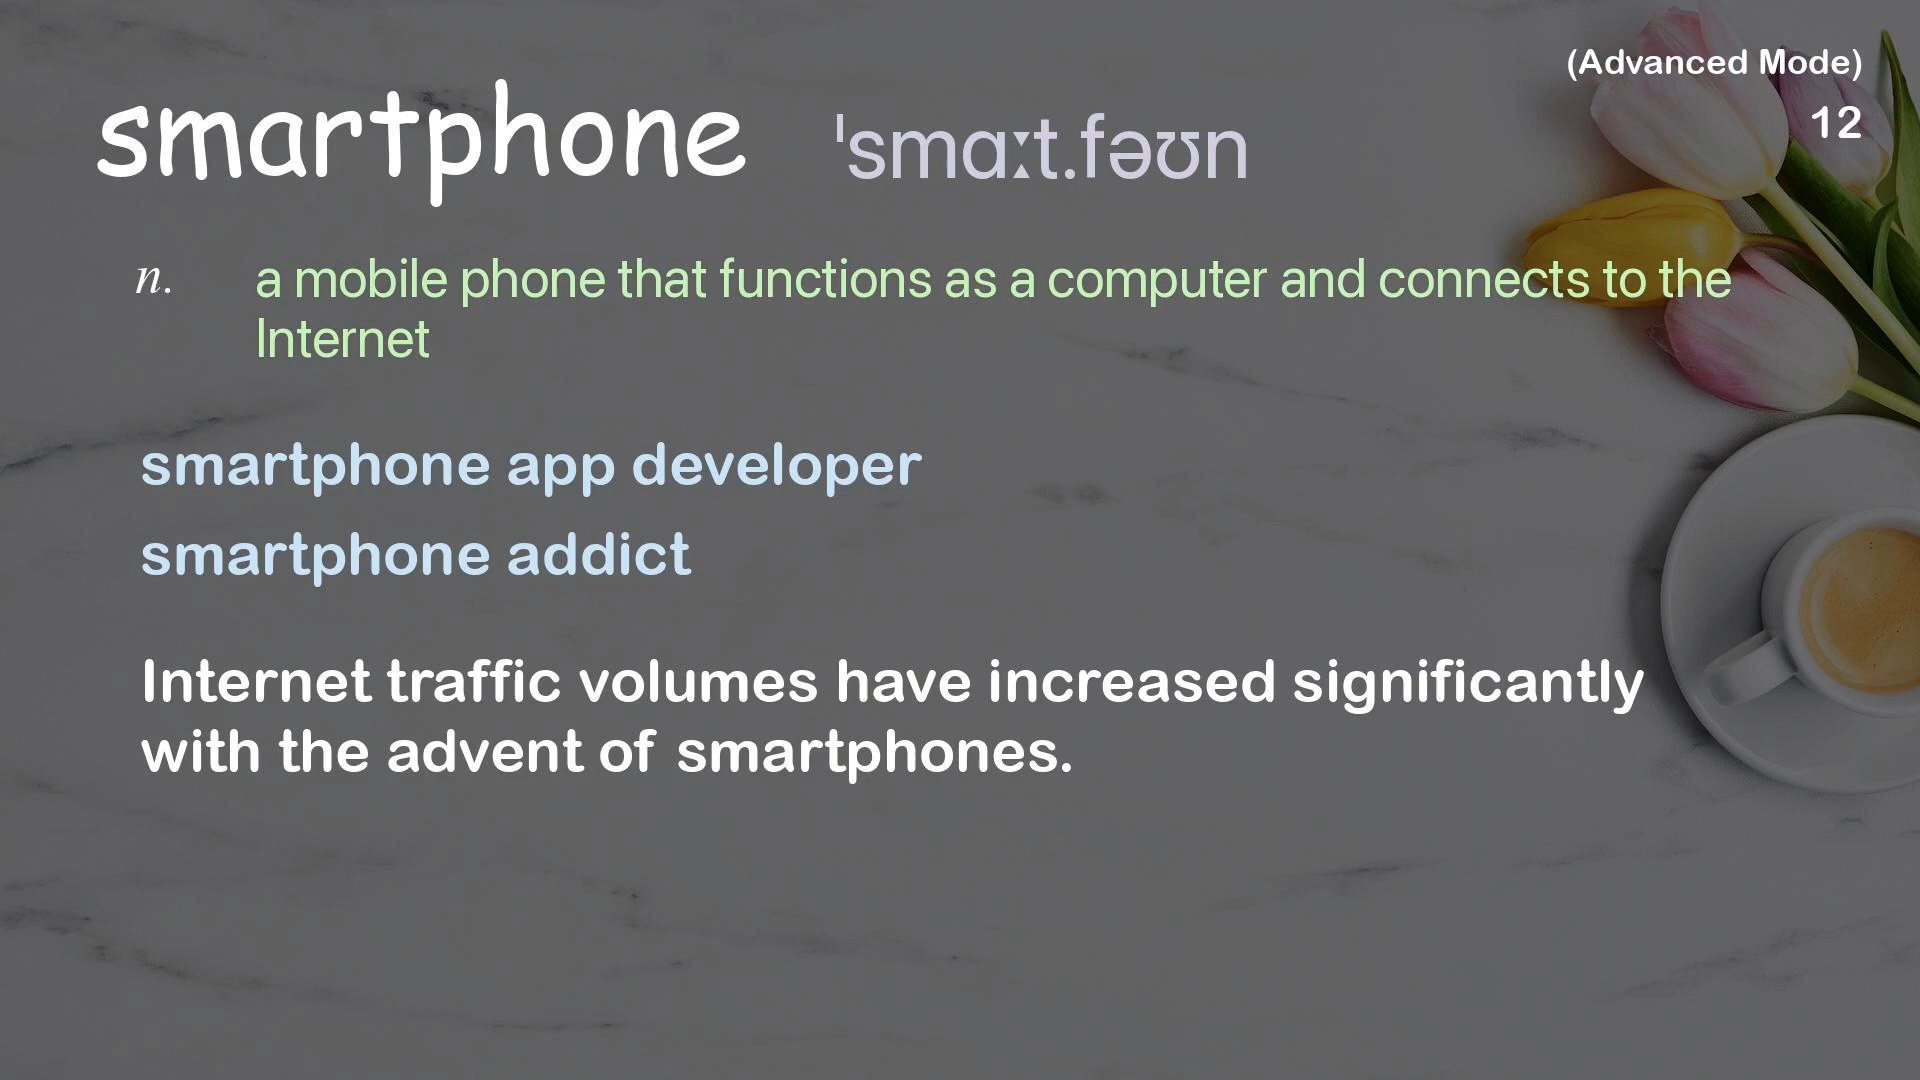 (Advanced Mode)
12
smartphone ˈsmɑːt.fəʊn
n. a mobile phone that functions as a computer and connects to the
Internet
smartphone app developer
smartphone addict
Internet traffic volumes have increased significantly
with the advent of smartphones.